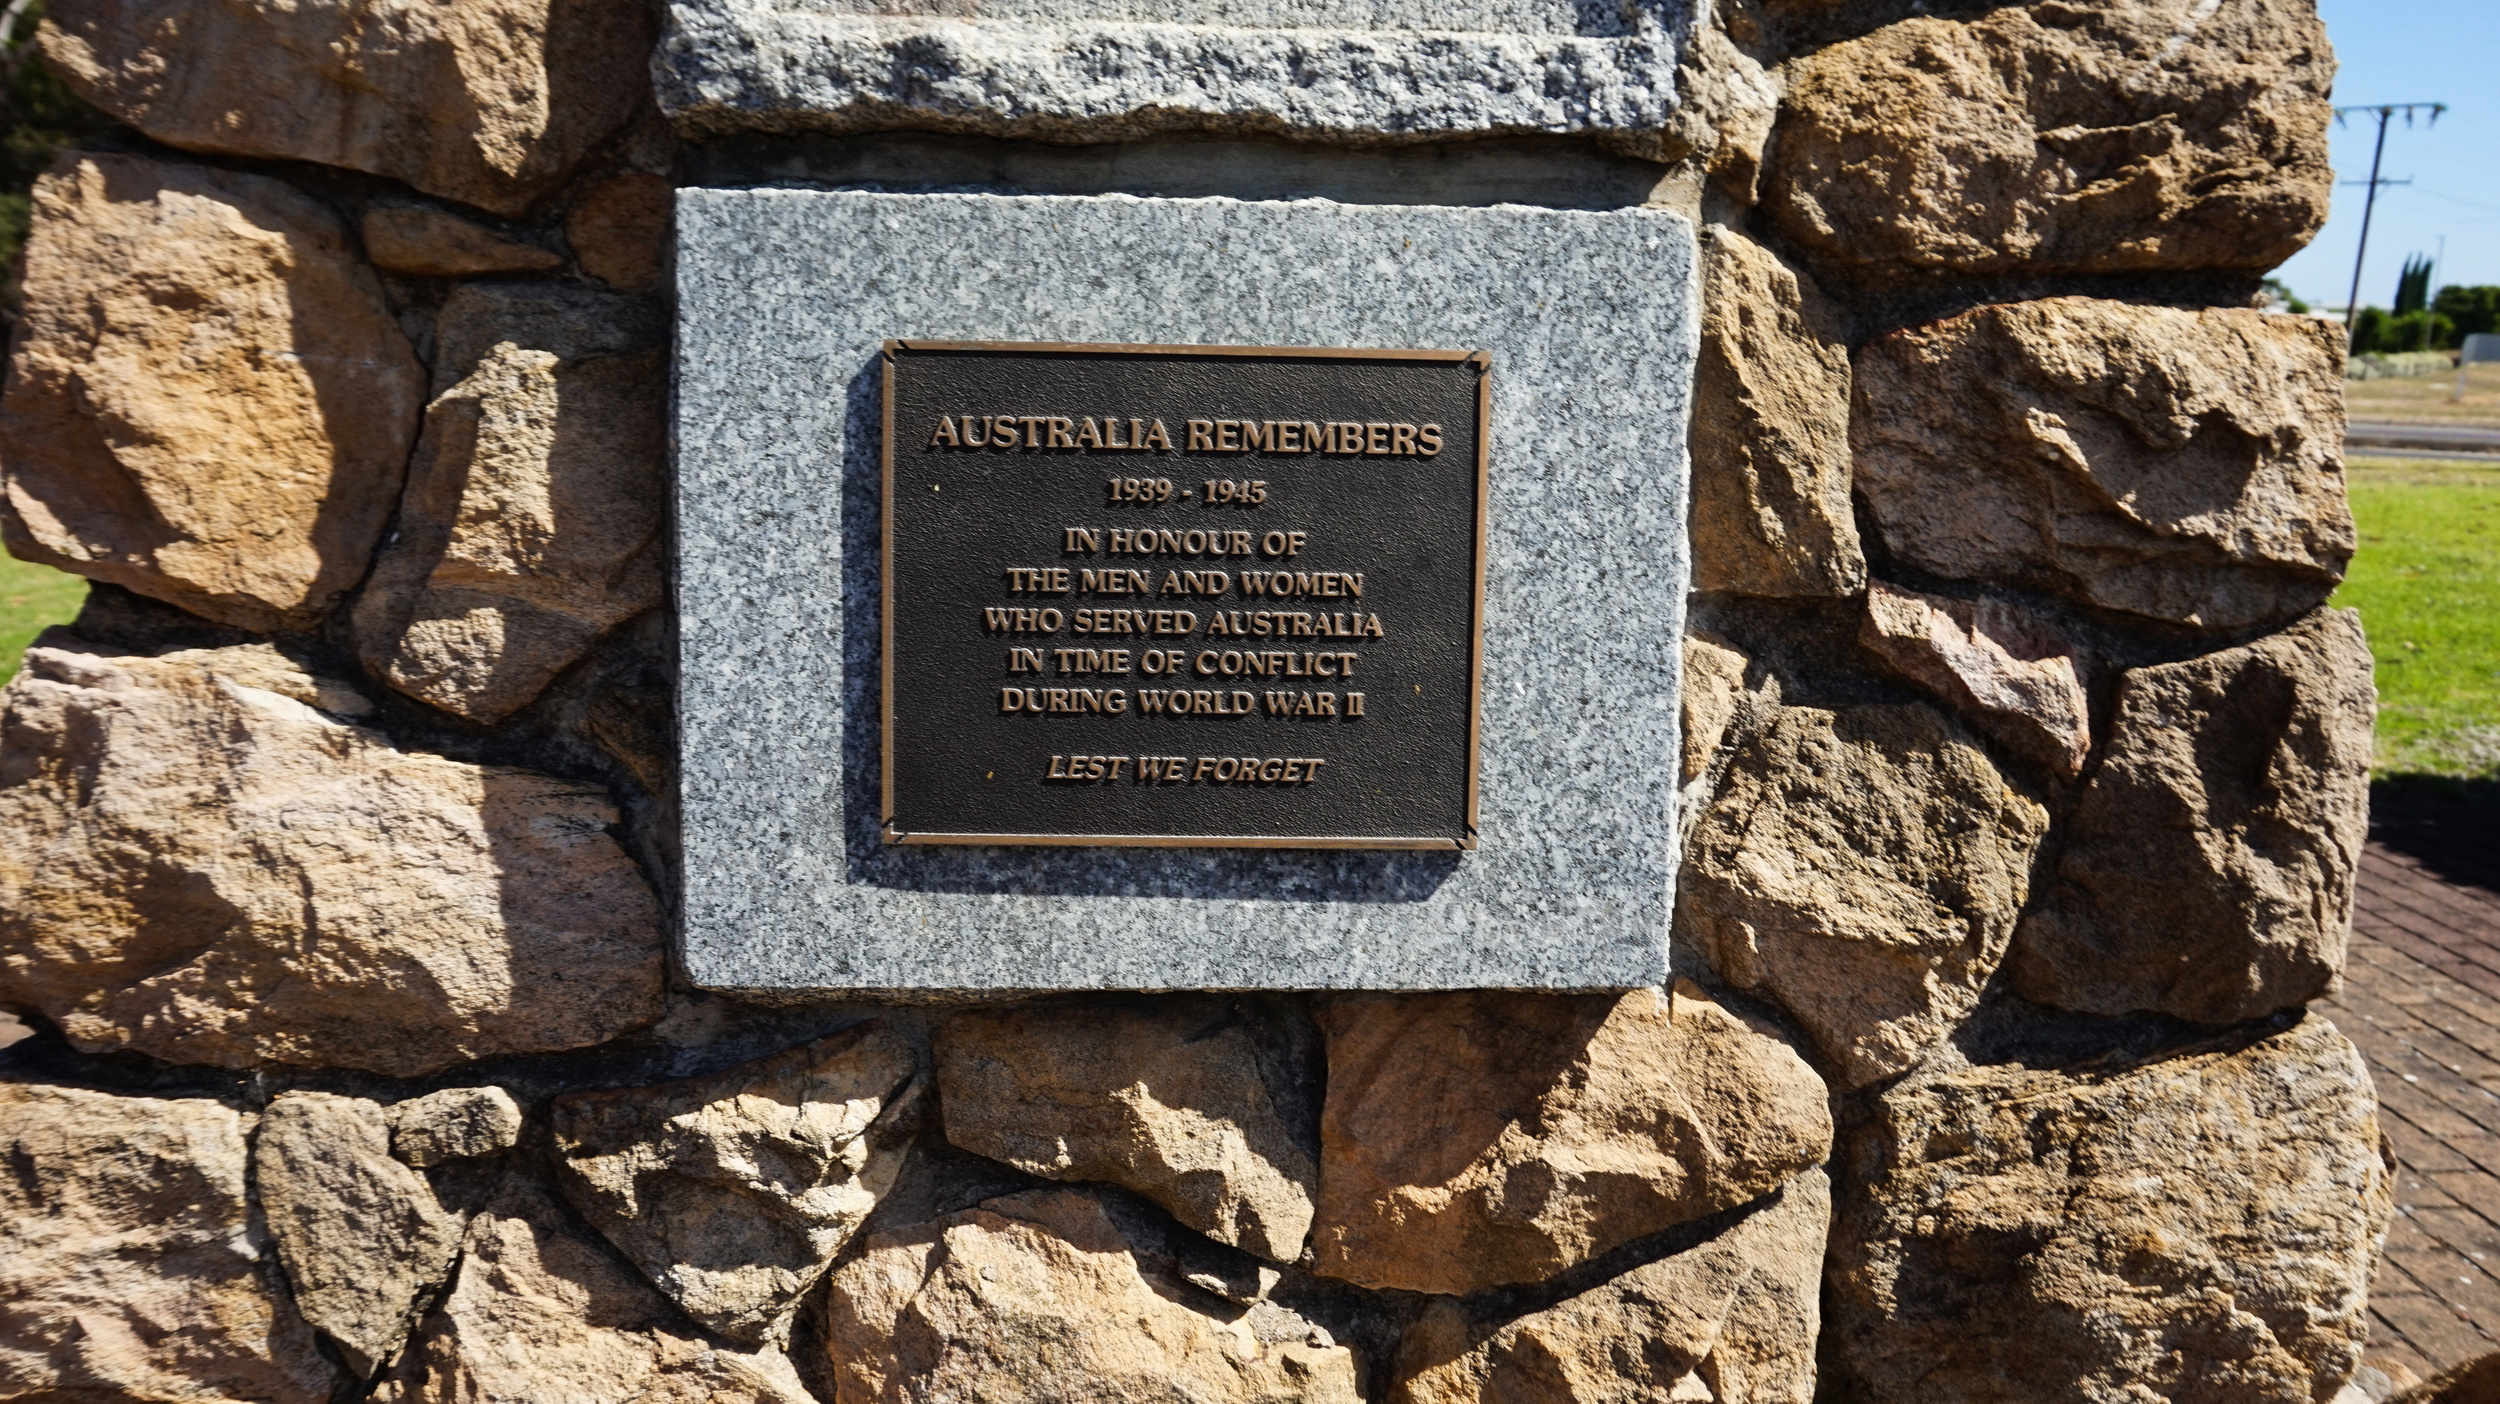 AUSTRALIA REMEMBERS
1939 - 1945
IN HONOUR OF
THE MEN AND WOMEN
WHO SERVED AUSTRALIA
IN TIME OF CONFLICT
DURING WORLD WAR II
LEST WE FORGET